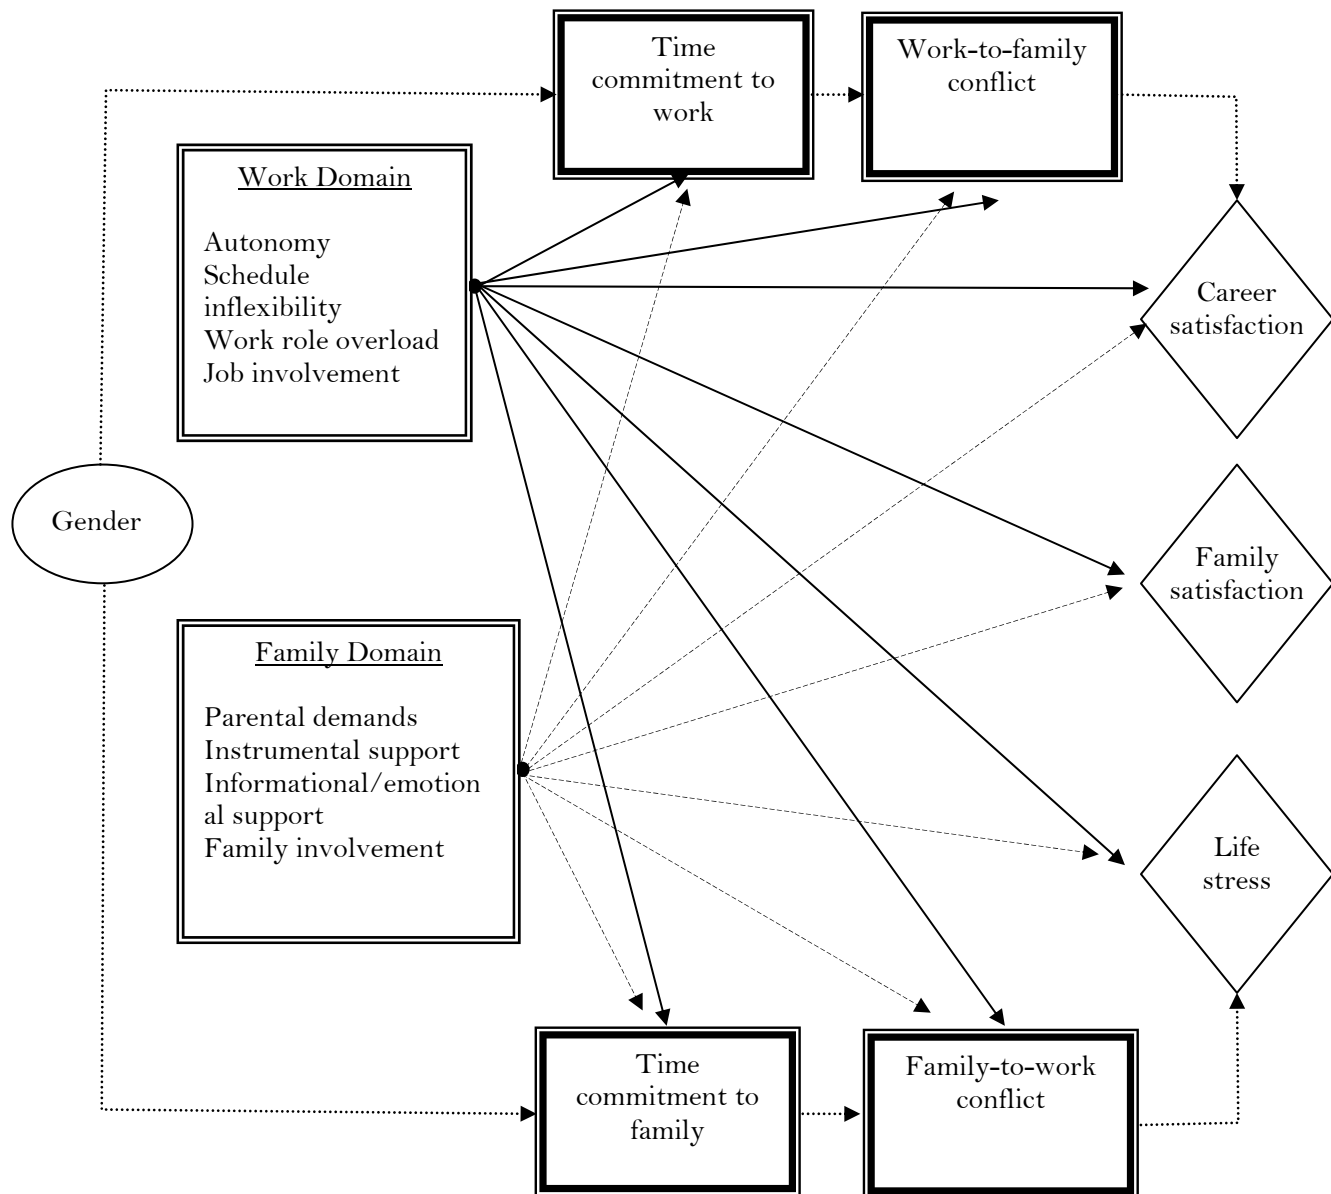 Time
commitment to
work
Work-to-family
conflict
Work Domain
Autonomy
Schedule
inflexibility
Work role overload
Job involvement
Career
satisfaction
Gender
Family
satisfaction
Family Domain
Parental demands
Instrumental support
Informational/emotion
al support
Family involvement
Life
stress
Time
commitment to
family
Family-to-work
conflict